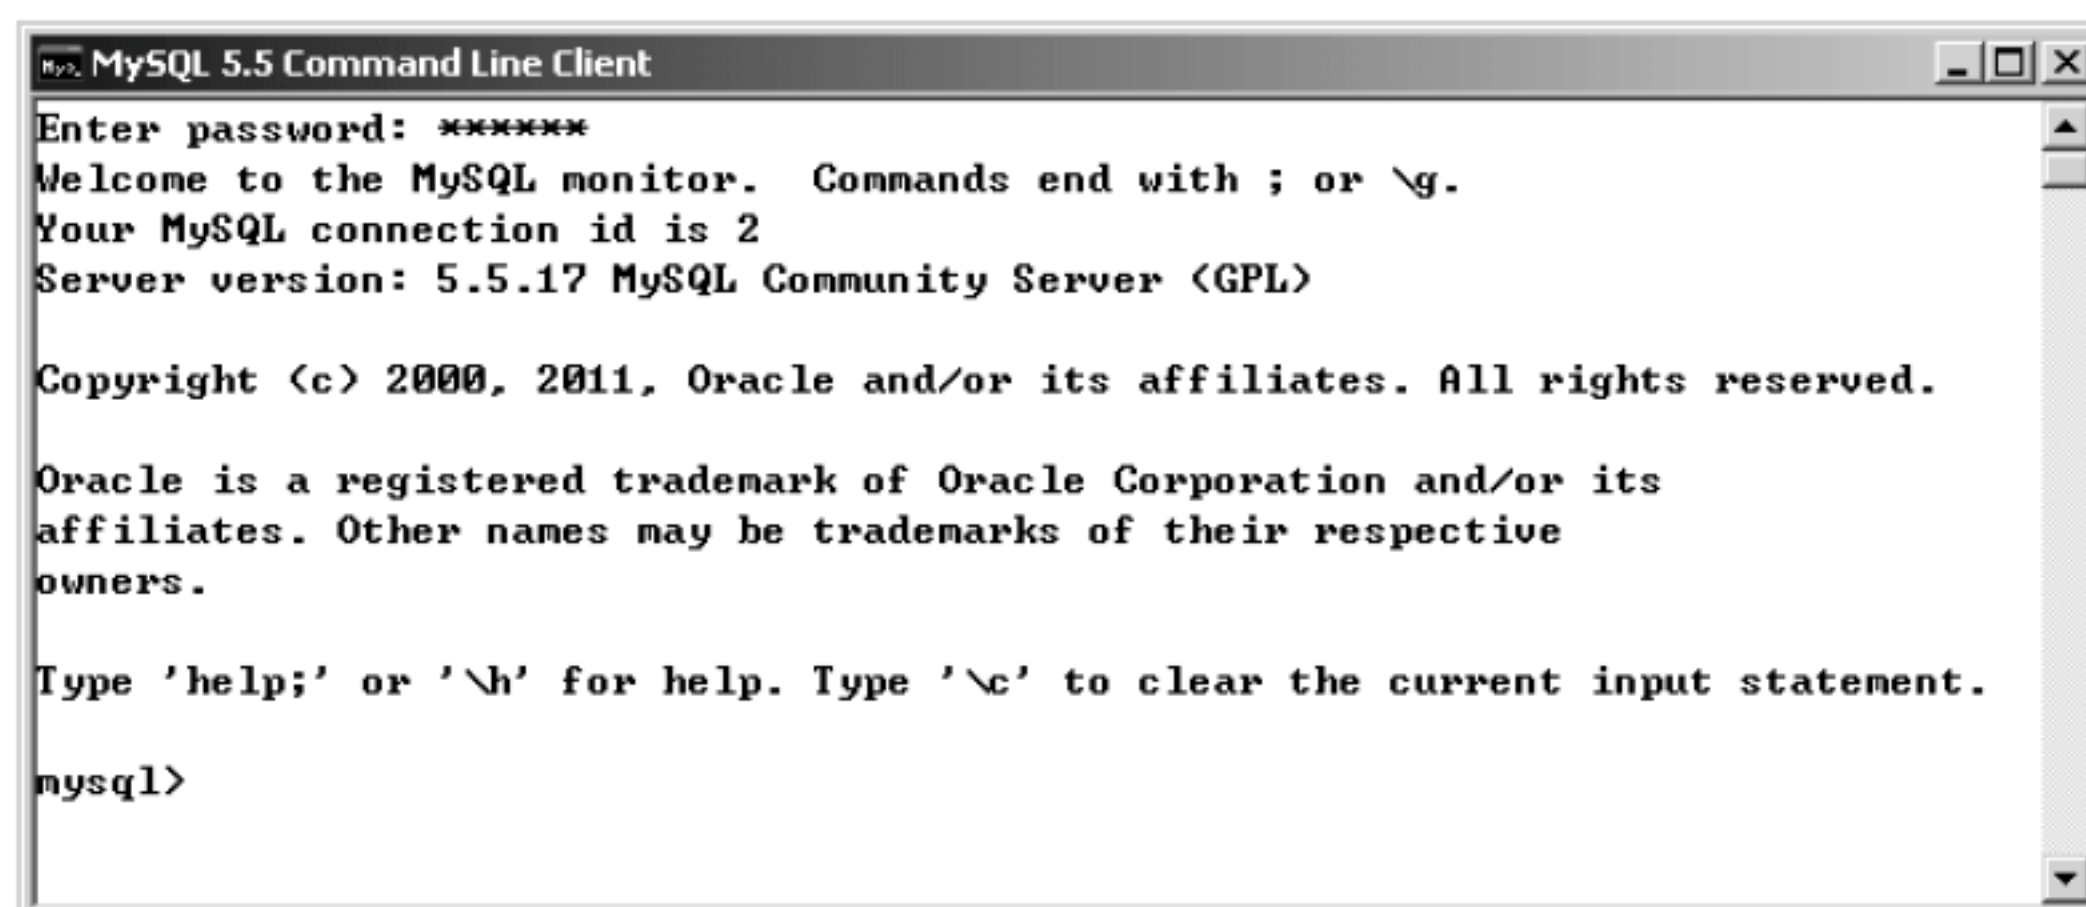 MySQL 5.5 Command Line Client
Enter password: ******
Welcome to the MySQL monitor.  Commands end with ; or \g.
Your MySQL connection id is 2
Server version: 5.5.17 MySQL Community Server (GPL)
Copyright (c) 2000, 2011, Oracle and/or its affiliates. All rights reserved.
Oracle is a registered trademark of Oracle Corporation and/or its
affiliates. Other names may be trademarks of their respective
owners.
Type 'help;' or '\h' for help. Type '\c' to clear the current input statement.
mysql>